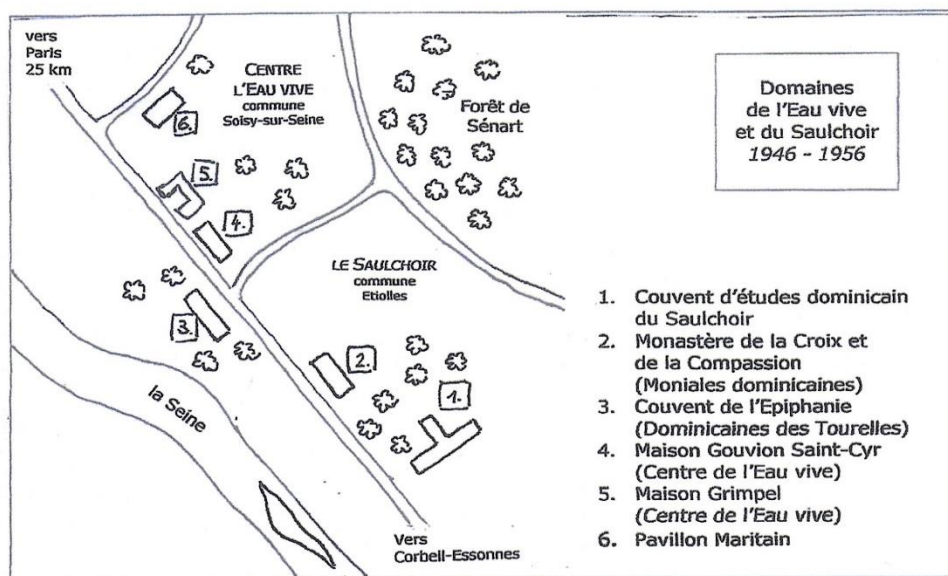 vers
Paris
25 km
CENTRE
L'EAU VIVE
commune
Soisy-sur-Seine
Forêt de
Sénart
Domaines
de l'Eau vive
et du Saulchoir
1946 - 1956
6.
5.
4.
LE SAULCHOIR
commune
Etiolles
3.
2.
1.
la Seine
Vers
Corbeil-Essonnes
1. Couvent d'études dominicain
du Saulchoir
2. Monastère de la Croix et
de la Compassion
(Moniales dominicaines)
3. Couvent de l'Epiphanie
(Dominicaines des Tourelles)
4. Maison Gouvion Saint-Cyr
(Centre de l'Eau vive)
5. Maison Grimpel
(Centre de l'Eau vive)
6. Pavillon Maritain